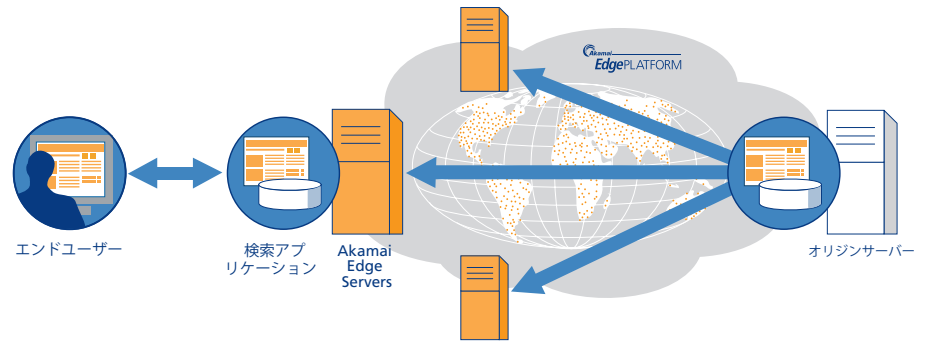 Akamai
EdgePLATFORM
エンドユーザー
検索アプ
リケーション
Akamai
Edge
Servers
オリジンサーバー